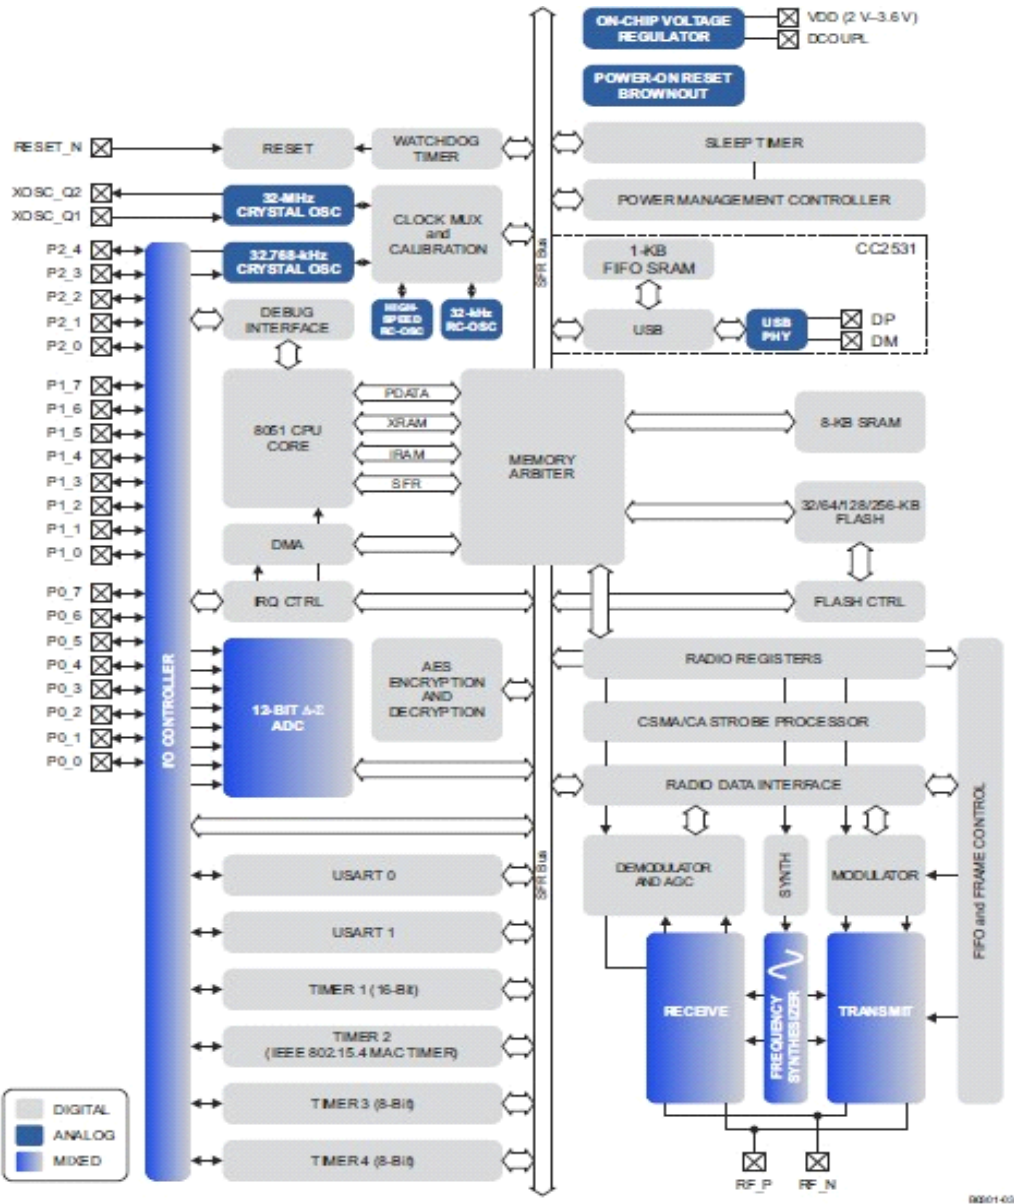 ON-CHIP VOLTAGE
REGULATOR
VDD (2 V–3.6 V)
DCOUPL
POWER-ON RESET
BROWNOUT
RESET_N
RESET
WATCHDOG
TIMER
SLEEP TIMER
XOSC_Q2
XOSC_Q1
32-MHz
CRYSTAL OSC
CLOCK MUX
and
CALIBRATION
POWER MANAGEMENT CONTROLLER
P2_4
P2_3
P2_2
P2_1
P2_0
32.768-kHz
CRYSTAL OSC
DEBUG
INTERFACE
HIGH-
SPEED
RC-OSC
32-kHz
RC-OSC
SFR Bus
CC2531
1-KB
FIFO SRAM
USB
USB
PHY
DP
DM
P1_7
P1_6
P1_5
P1_4
P1_3
P1_2
P1_1
P1_0
8051 CPU
CORE
PDATA
XRAM
IRAM
SFR
MEMORY
ARBITER
8-KB SRAM
32/64/128/256-KB
FLASH
DMA
IRQ CTRL
FLASH CTRL
P0_7
P0_6
P0_5
P0_4
P0_3
P0_2
P0_1
P0_0
I/O CONTROLLER
12-BIT Δ-Σ
ADC
AES
ENCRYPTION
AND
DECRYPTION
RADIO REGISTERS
CSMA/CA STROBE PROCESSOR
RADIO DATA INTERFACE
FIFO and FRAME CONTROL
SFR Bus
DEMODULATOR
AND AGC
SYNTH
MODULATOR
USART 0
USART 1
TIMER 1 (16-Bit)
TIMER 2
(IEEE 802.15.4 MAC TIMER)
TIMER 3 (8-Bit)
TIMER 4 (8-Bit)
RECEIVE
FREQUENCY
SYNTHESIZER
TRANSMIT
RF_P
RF_N
DIGITAL
ANALOG
MIXED
B0301-03